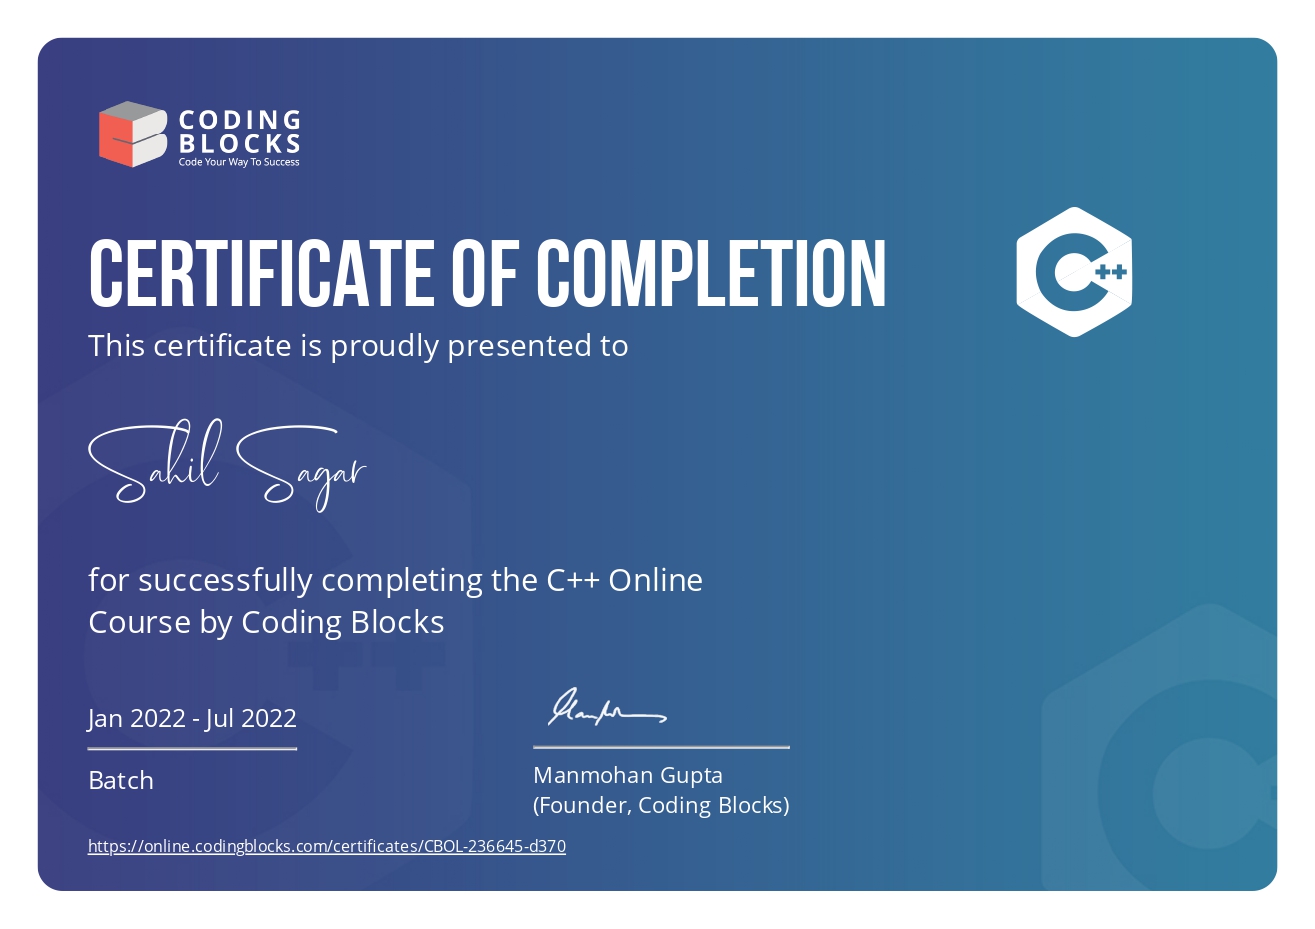 CODING
BLOCKS
Code Your Way To Success
CERTIFICATE OF COMPLETION
This certificate is proudly presented to
Sahil Sagar
for successfully completing the C++ Online
Course by Coding Blocks
Jan 2022 - Jul 2022
Batch
Manmohan Gupta
(Founder, Coding Blocks)
https://online.codingblocks.com/certificates/CBOL-236645-d370